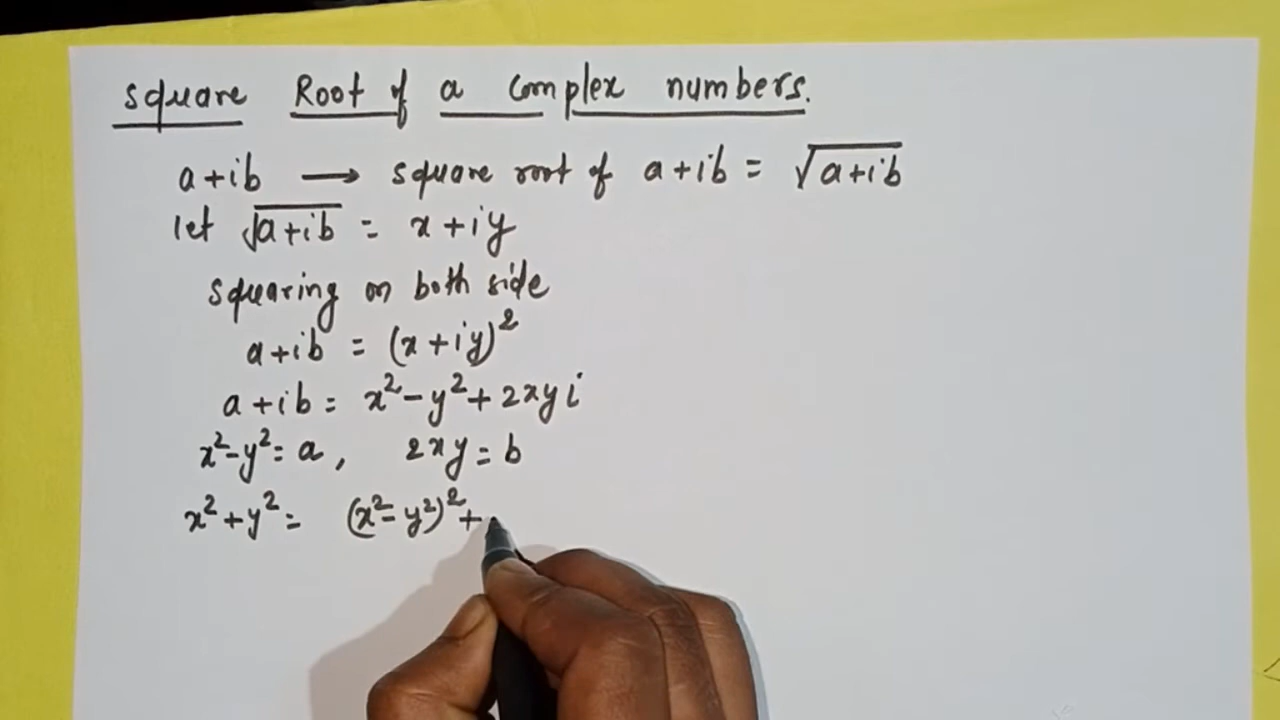 square Root of a complex numbers.
a+ib → square root of a+ib = √(a+ib)
let √(a+ib) = x+iy
squaring on both side
a+ib = (x+iy)²
a+ib = x²-y²+2xyi
x²-y²=a, 2xy=b
x²+y²= (x²-y²)²+